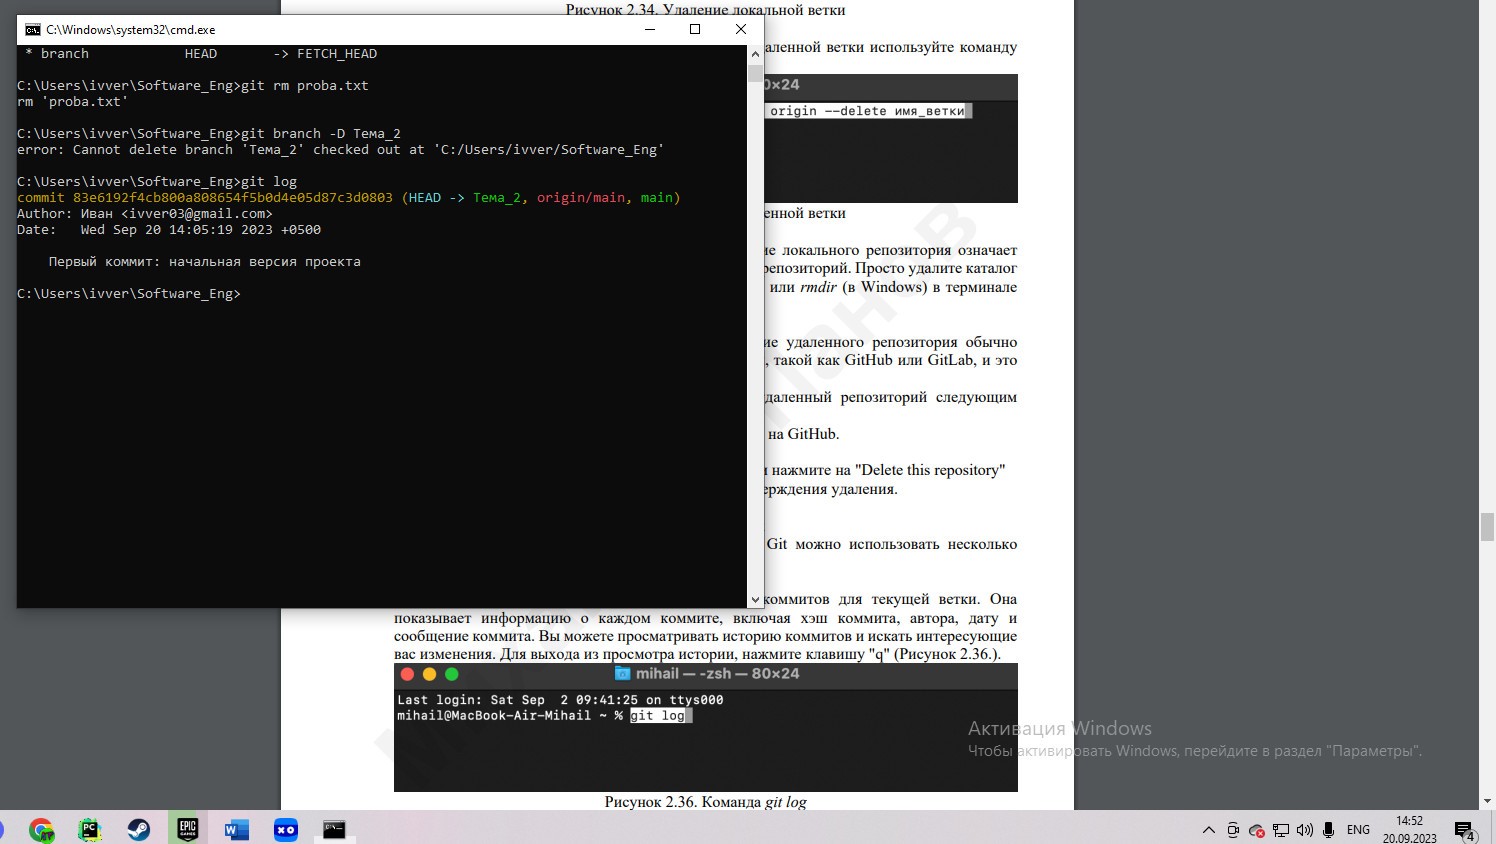 Рисунок 2.34. Удаление локальной ветки
C:\Windows\system32\cmd.exe
* branch            HEAD       -> FETCH_HEAD
C:\Users\ivver\Software_Eng>git rm proba.txt
rm 'proba.txt'
C:\Users\ivver\Software_Eng>git branch -D Тема_2
error: Cannot delete branch 'Тема_2' checked out at 'C:/Users/ivver/Software_Eng'
C:\Users\ivver\Software_Eng>git log
commit 83e6192f4cb800a808654f5b0d4e05d87c3d0803 (HEAD -> Тема_2, origin/main, main)
Author: Иван <ivver03@gmail.com>
Date:   Wed Sep 20 14:05:19 2023 +0500
Первый коммит: начальная версия проекта
C:\Users\ivver\Software_Eng>
аленной ветки используйте команду
0×24
origin --delete имя_ветки
енной ветки
ие локального репозитория означает
репозиторий. Просто удалите каталог
или rmdir (в Windows) в терминале
ие удаленного репозитория обычно
, такой как GitHub или GitLab, и это
даленный репозиторий следующим
на GitHub.
и нажмите на "Delete this repository"
ерждения удаления.
Git можно использовать несколько
коммитов для текущей ветки. Она
показывает информацию о каждом коммите, включая хэш коммита, автора, дату и
сообщение коммита. Вы можете просматривать историю коммитов и искать интересующие
вас изменения. Для выхода из просмотра истории, нажмите клавишу "q" (Рисунок 2.36.).
mihail — -zsh — 80×24
Last login: Sat Sep  2 09:41:25 on ttys000
mihail@MacBook-Air-Mihail ~ % git log
Рисунок 2.36. Команда git log
Активация Windows
Чтобы активировать Windows, перейдите в раздел "Параметры".
PC
EPIC
GAMES
W
XO
ENG
14:52
20.09.2023
4